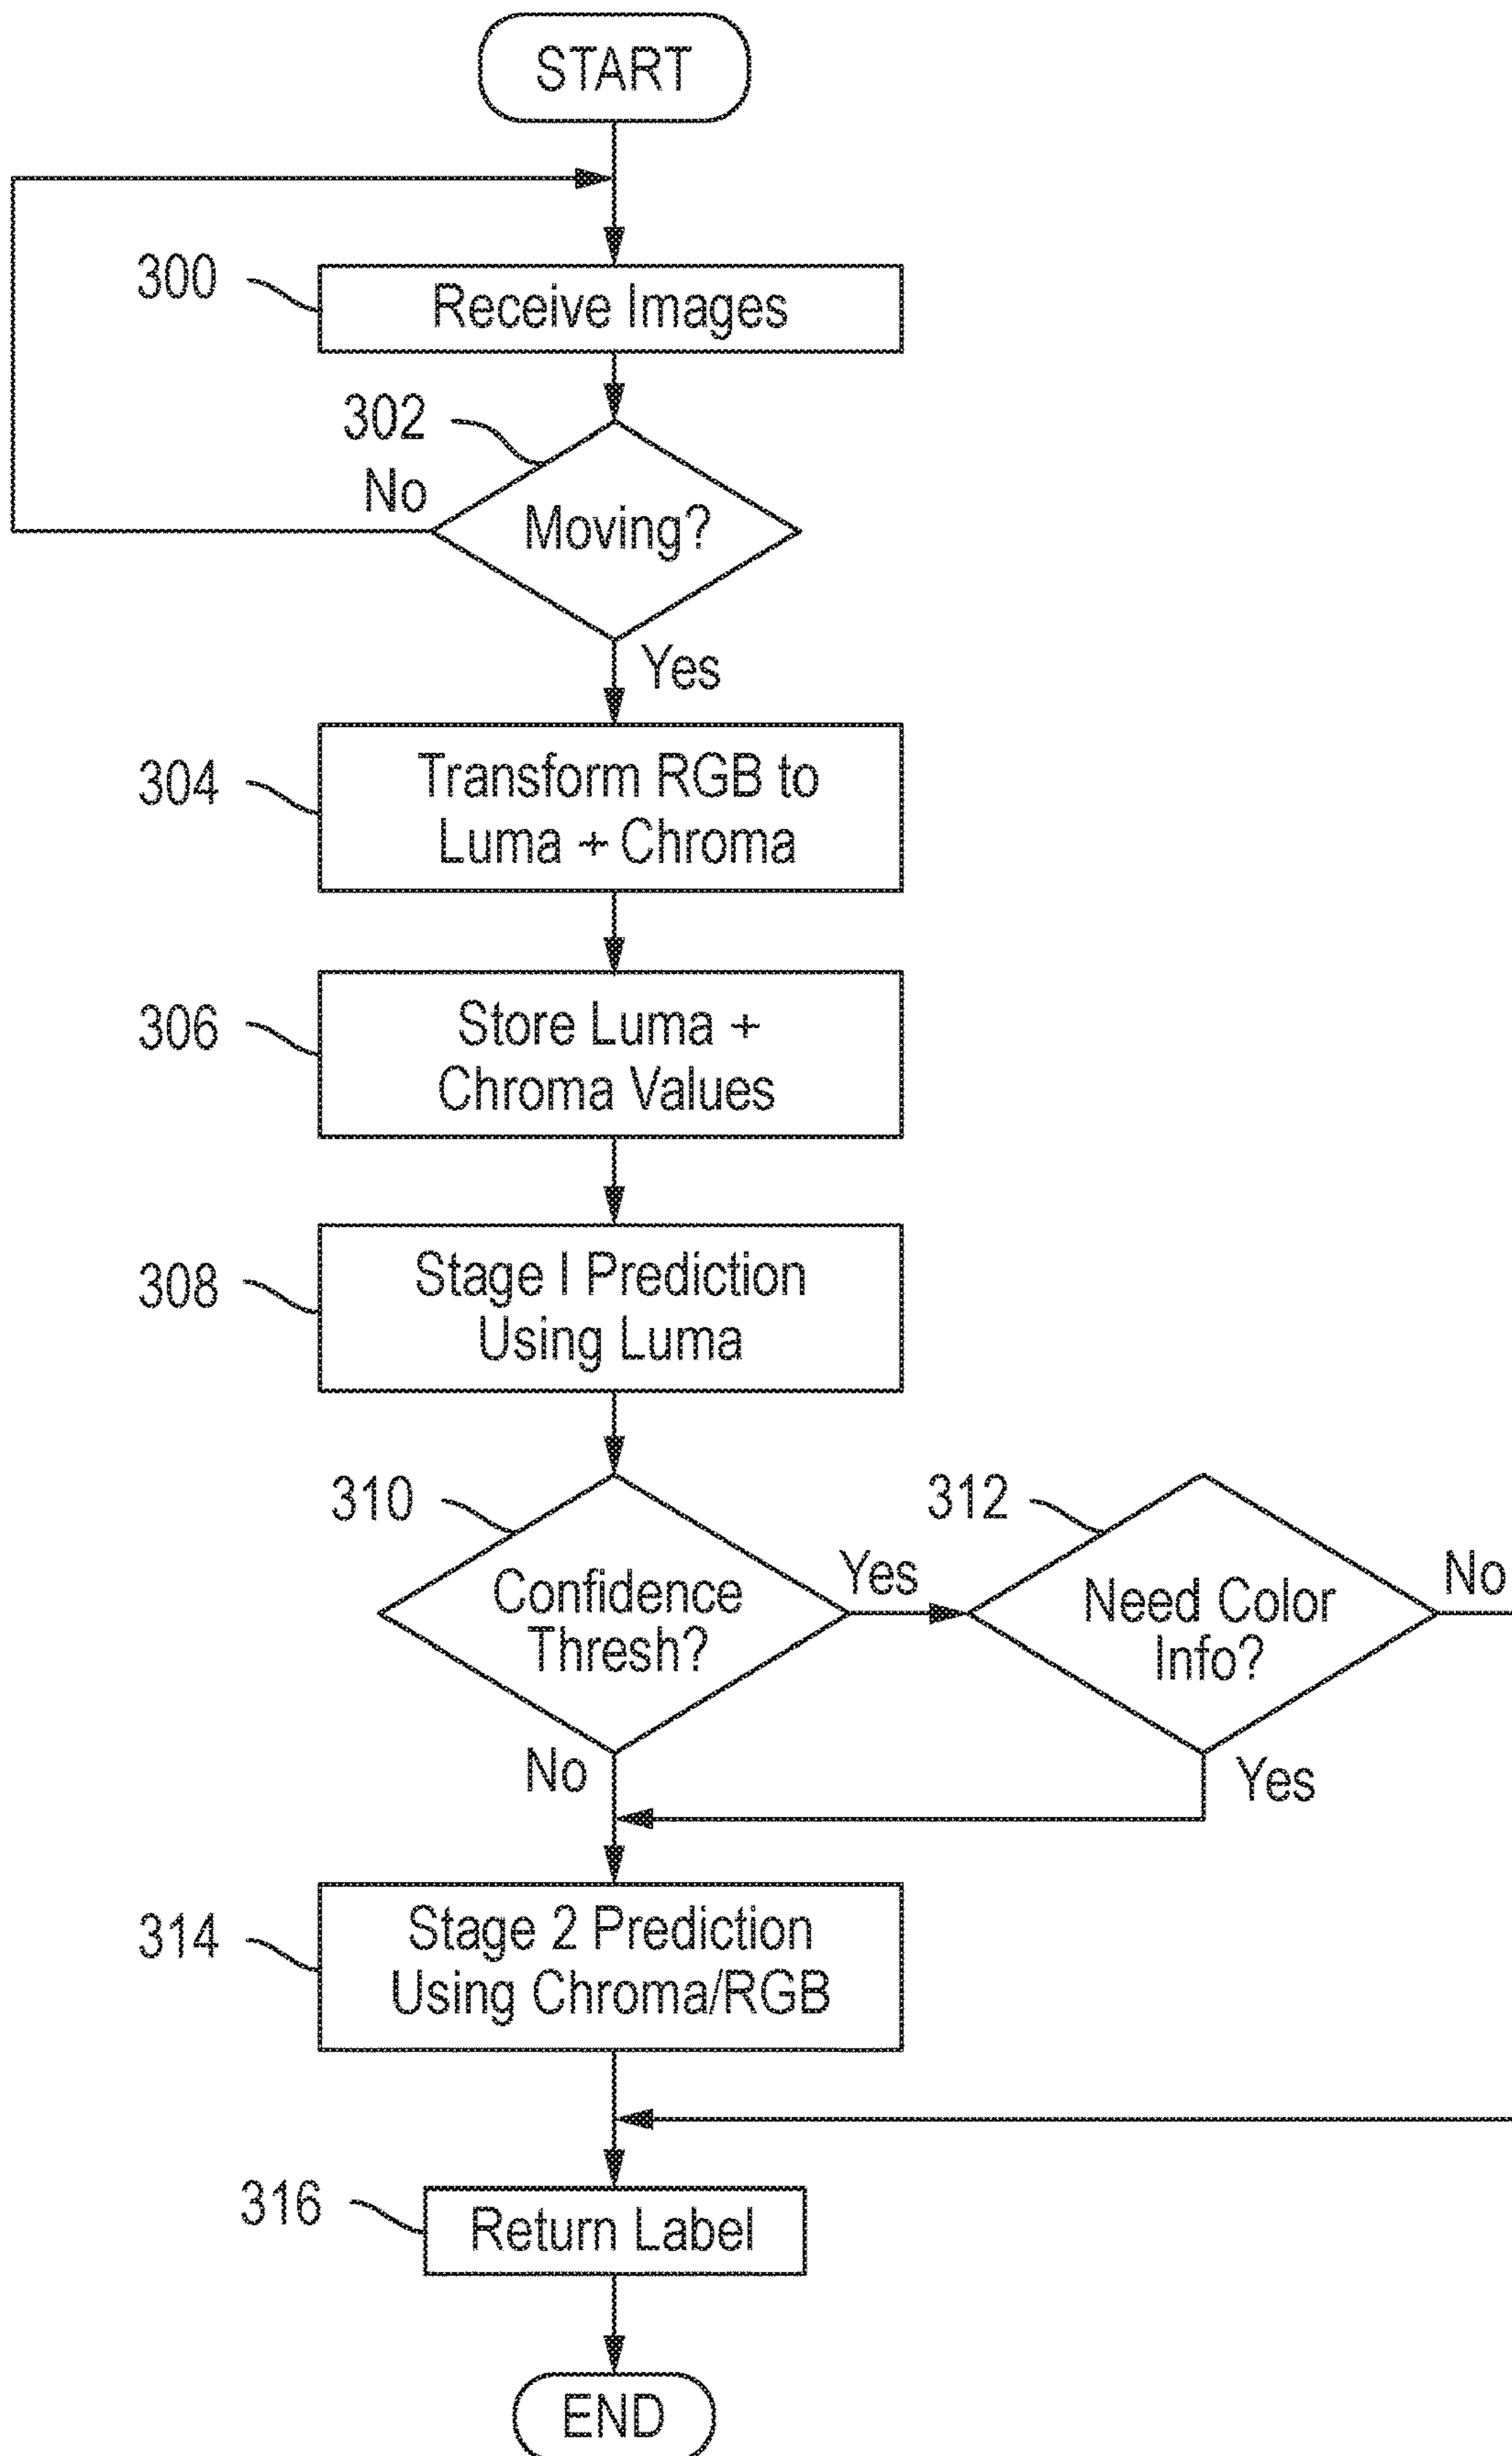 START
300
Receive Images
302
No
Moving?
Yes
304
Transform RGB to
Luma + Chroma
306
Store Luma +
Chroma Values
308
Stage I Prediction
Using Luma
310
Confidence
Thresh?
Yes
312
Need Color
Info?
No
No
Yes
314
Stage 2 Prediction
Using Chroma/RGB
316
Return Label
END